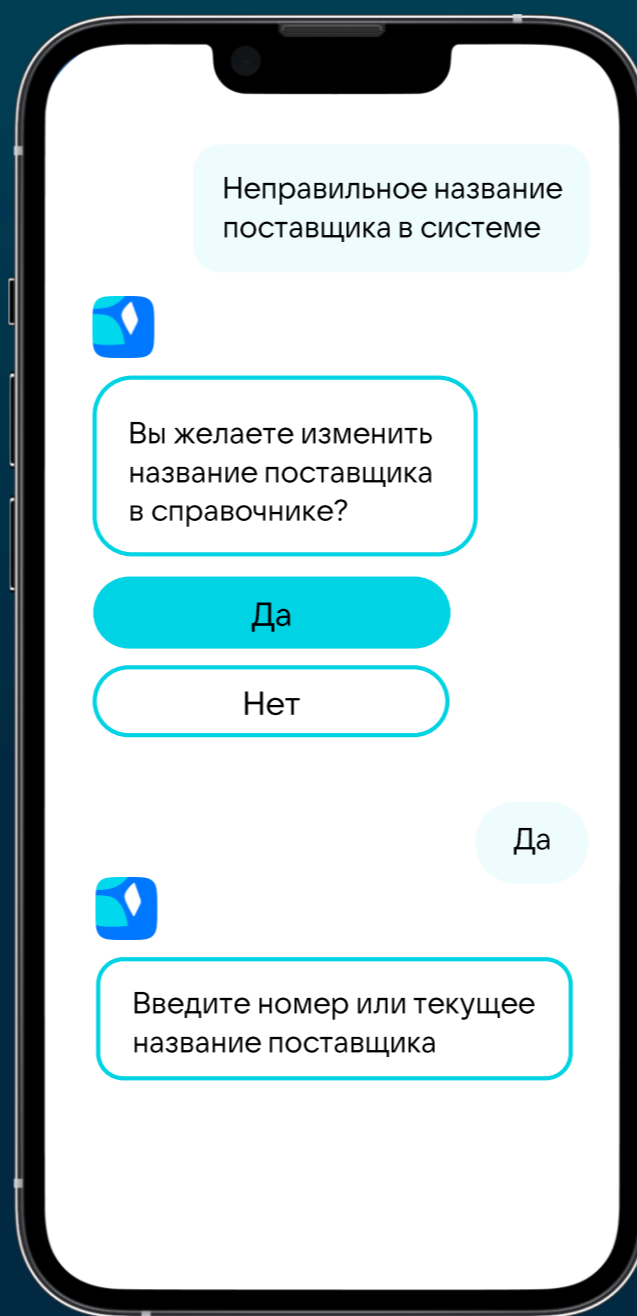 Неправильное название
поставщика в системе
Вы желаете изменить
название поставщика
в справочнике?
Да
Нет
Да
Введите номер или текущее
название поставщика